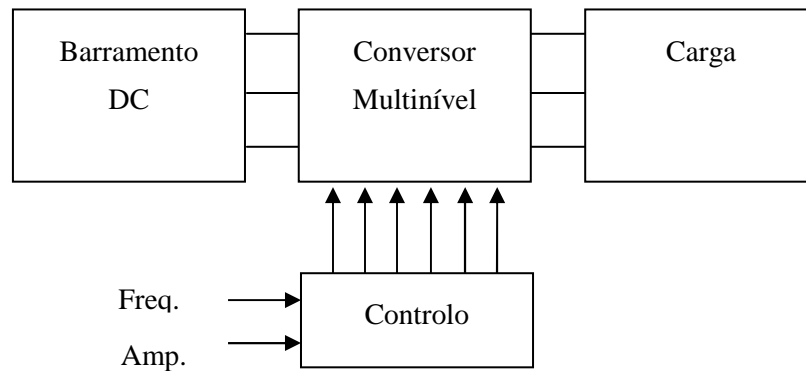 Barramento
DC
Conversor
Multinível
Carga
Freq.
Controlo
Amp.